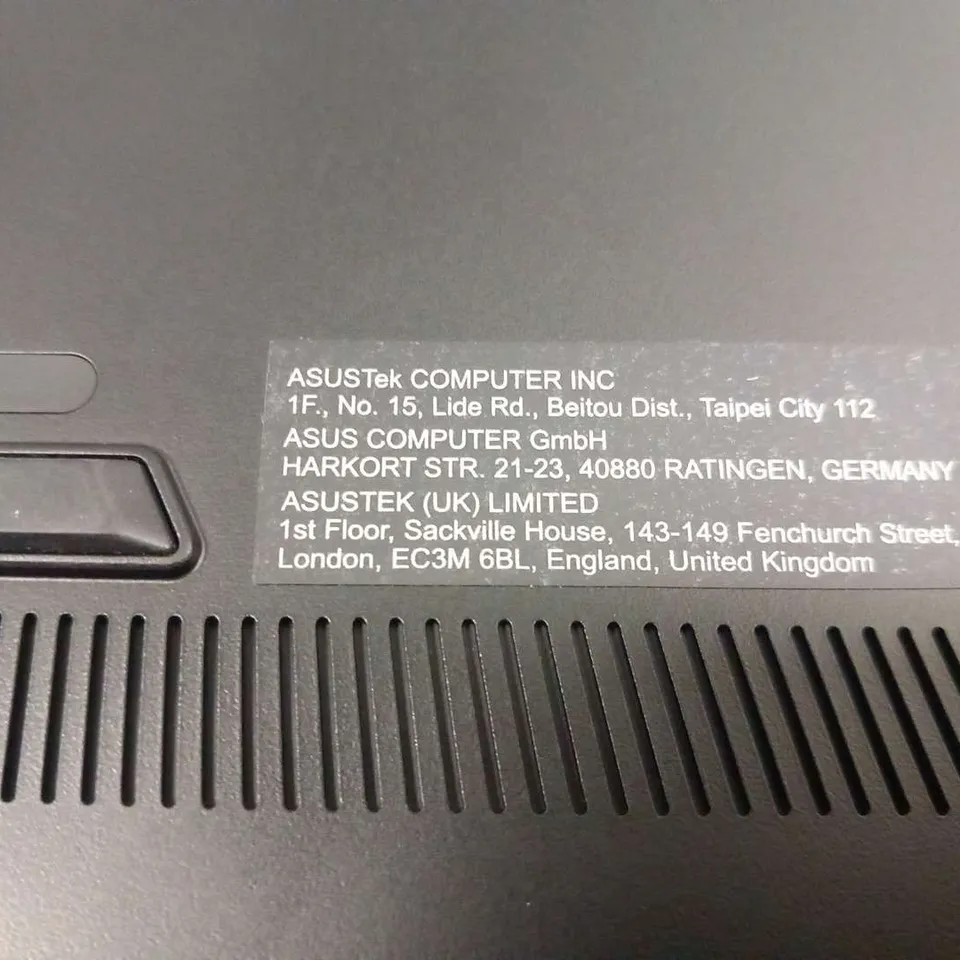 ASUSTek COMPUTER INC
1F., No. 15, Lide Rd., Beitou Dist., Taipei City 112
ASUS COMPUTER GmbH
HARKORT STR. 21-23, 40880 RATINGEN, GERMANY
ASUSTEK (UK) LIMITED
1st Floor, Sackville House, 143-149 Fenchurch Street,
London, EC3M 6BL, England, United Kingdom